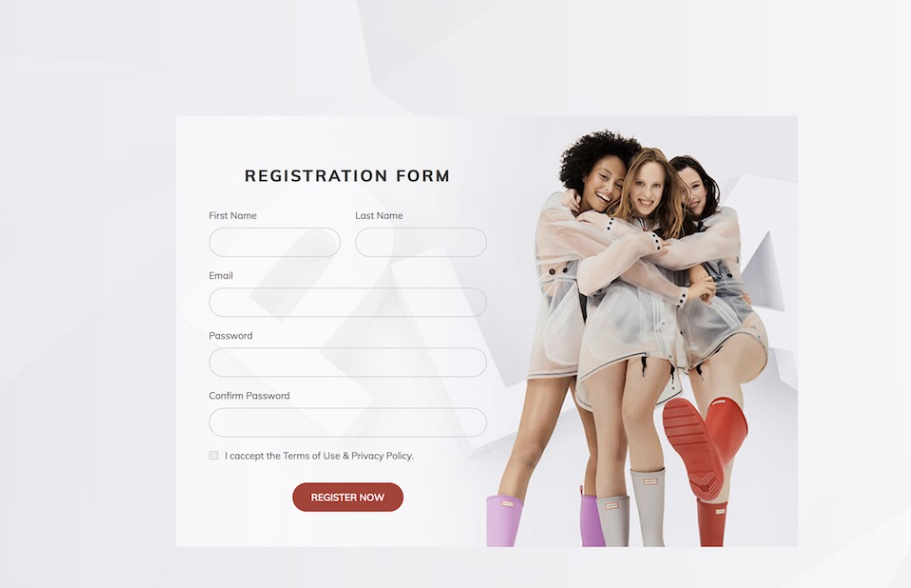 REGISTRATION FORM
First Name Last Name
Email
Password
Confirm Password
I caccept the Terms of Use & Privacy Policy.
REGISTER NOW